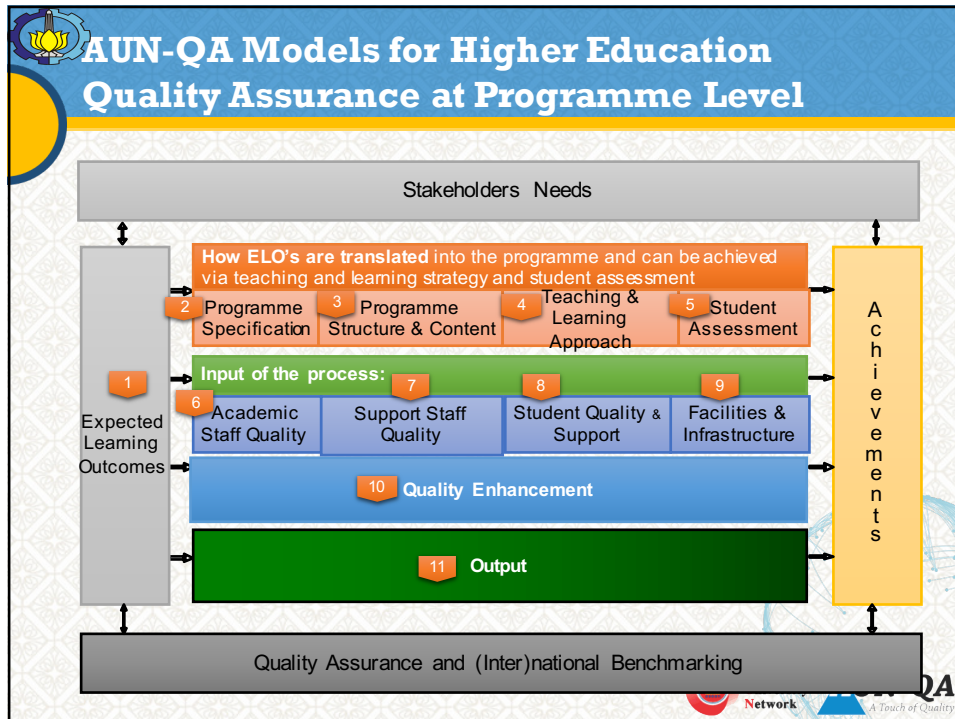 AUN-QA Models for Higher Education
Quality Assurance at Programme Level
Stakeholders Needs
How ELO's are translated into the programme and can be achieved
via teaching and learning strategy and student assessment
2
Programme
Specification
3
Programme
Structure & Content
4
Teaching &
Learning
Approach
5
Student
Assessment
1
Expected
Learning
Outcomes
Input of the process:
6
Academic
Staff Quality
7
Support Staff
Quality
8
Student Quality &
Support
9
Facilities &
Infrastructure
10
Quality Enhancement
11
Output
Achievements
Quality Assurance and (Inter)national Benchmarking
Network
QA
A Touch of Quality